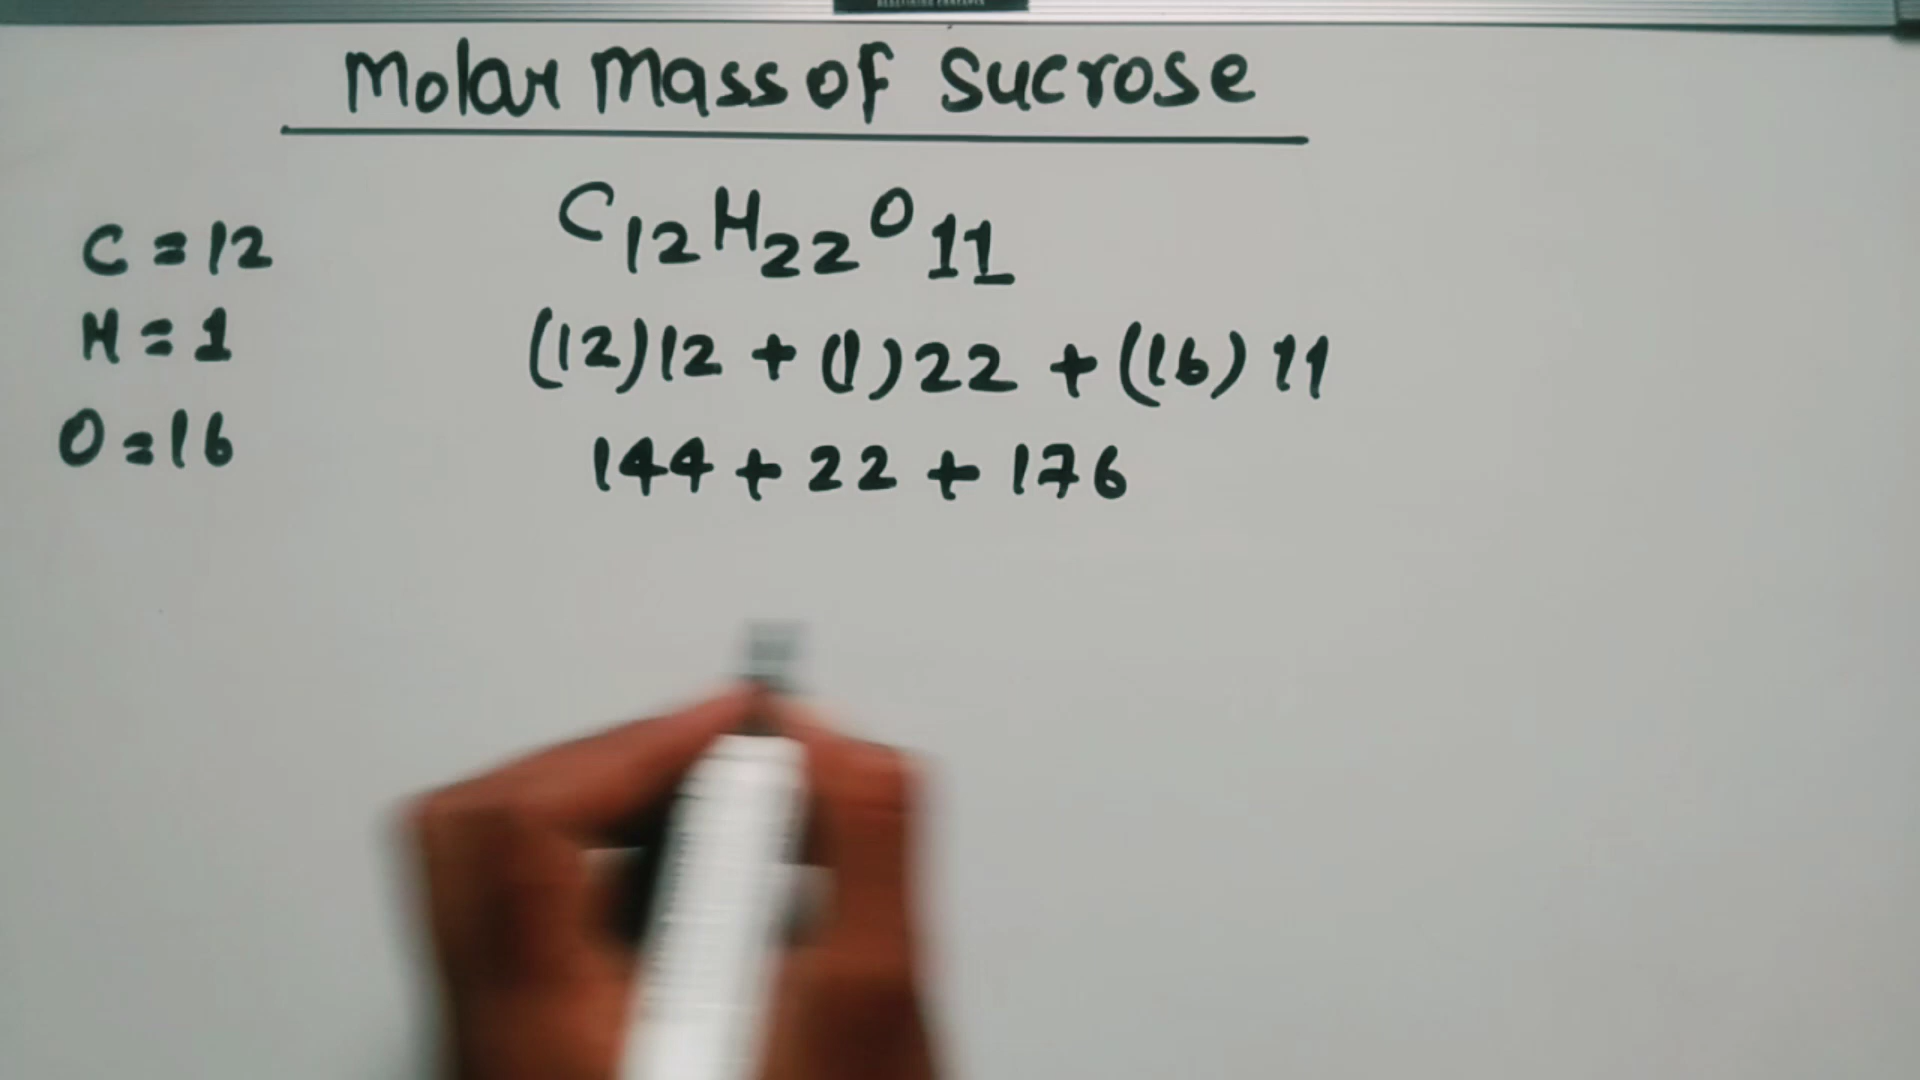 Molar Mass of Sucrose
C12H22O11
C = 12
H = 1
O = 16
(12)12 + (1)22 + (16)11
144 + 22 + 176